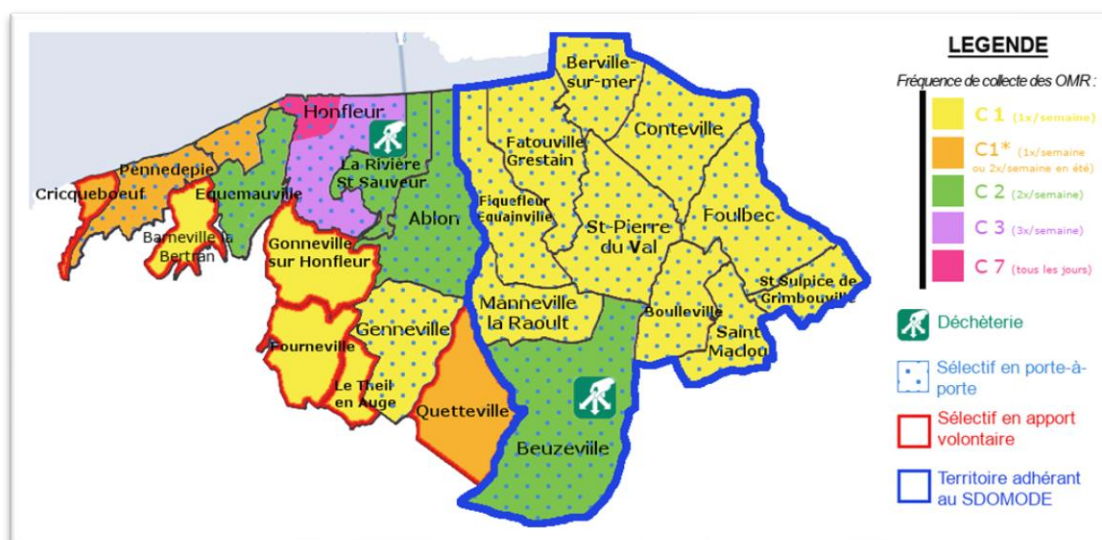 LEGENDE
Fréquence de collecte des OMR :
C 1 (1x/semaine)
C1* (1x/semaine
ou 2x/semaine en été)
C 2 (2x/semaine)
C 3 (3x/semaine)
C 7 (tous les jours)
Déchèterie
Sélectif en porte-à-
porte
Sélectif en apport
volontaire
Territoire adhérant
au SDOMODE
Berville-
sur-mer
Honfleur
Conteville
Fatouville
Grestain
Pennedepie
La Rivière
St Sauveur
Cricqueboeuf
Equemauville
Fiquefleur
Equainville
Ablon
Foulbec
St-Pierre
du Val
Barneville la
Bertran
Gonneville
sur Honfleur
St Sulpice de
Grimbouville
Manneville
la Raoult
Boulleville
Genneville
Saint
Maclou
Fourneville
Le Theil
en Auge
Quetteville
Beuzeville